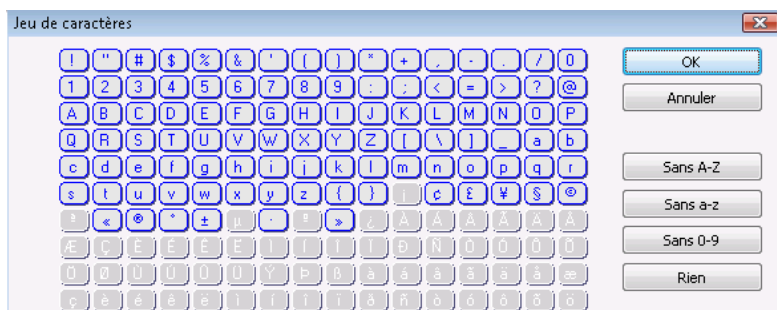 Jeu de caractères
! " # $ % & ' ( ) * + , - . / 0
1 2 3 4 5 6 7 8 9 : ; < = > ? @
A B C D E F G H I J K L M N O P
Q R S T U V W X Y Z [ \ ] _ a b
c d e f g h i j k l m n o p q r
s t u v w x y z { } ¡ ¢ £ ¥ § ©
ª « ® ° ± µ · º » ¿ À Á Â Ã Ä Å
Æ Ç È É Ê Ë Ì Í Î Ï Ð Ñ Ò Ó Ô Õ
Ö Ø Ù Ú Û Ü Ý Þ ß à á â ã ä å æ
ç è é ê ë ì í î ï ð ñ ò ó ô õ ö
OK
Annuler
Sans A-Z
Sans a-z
Sans 0-9
Rien